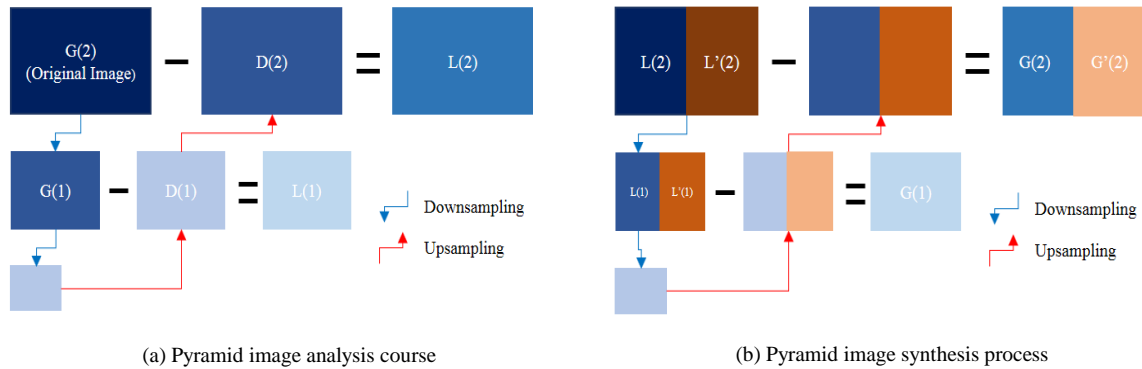 G(2)
(Original Image)
D(2)
L(2)
G(1)
D(1)
L(1)
Downsampling
Upsampling
(a) Pyramid image analysis course
L(2)
L’(2)
G(2)
G’(2)
L(1)
L’(1)
G(1)
Downsampling
Upsampling
(b) Pyramid image synthesis process